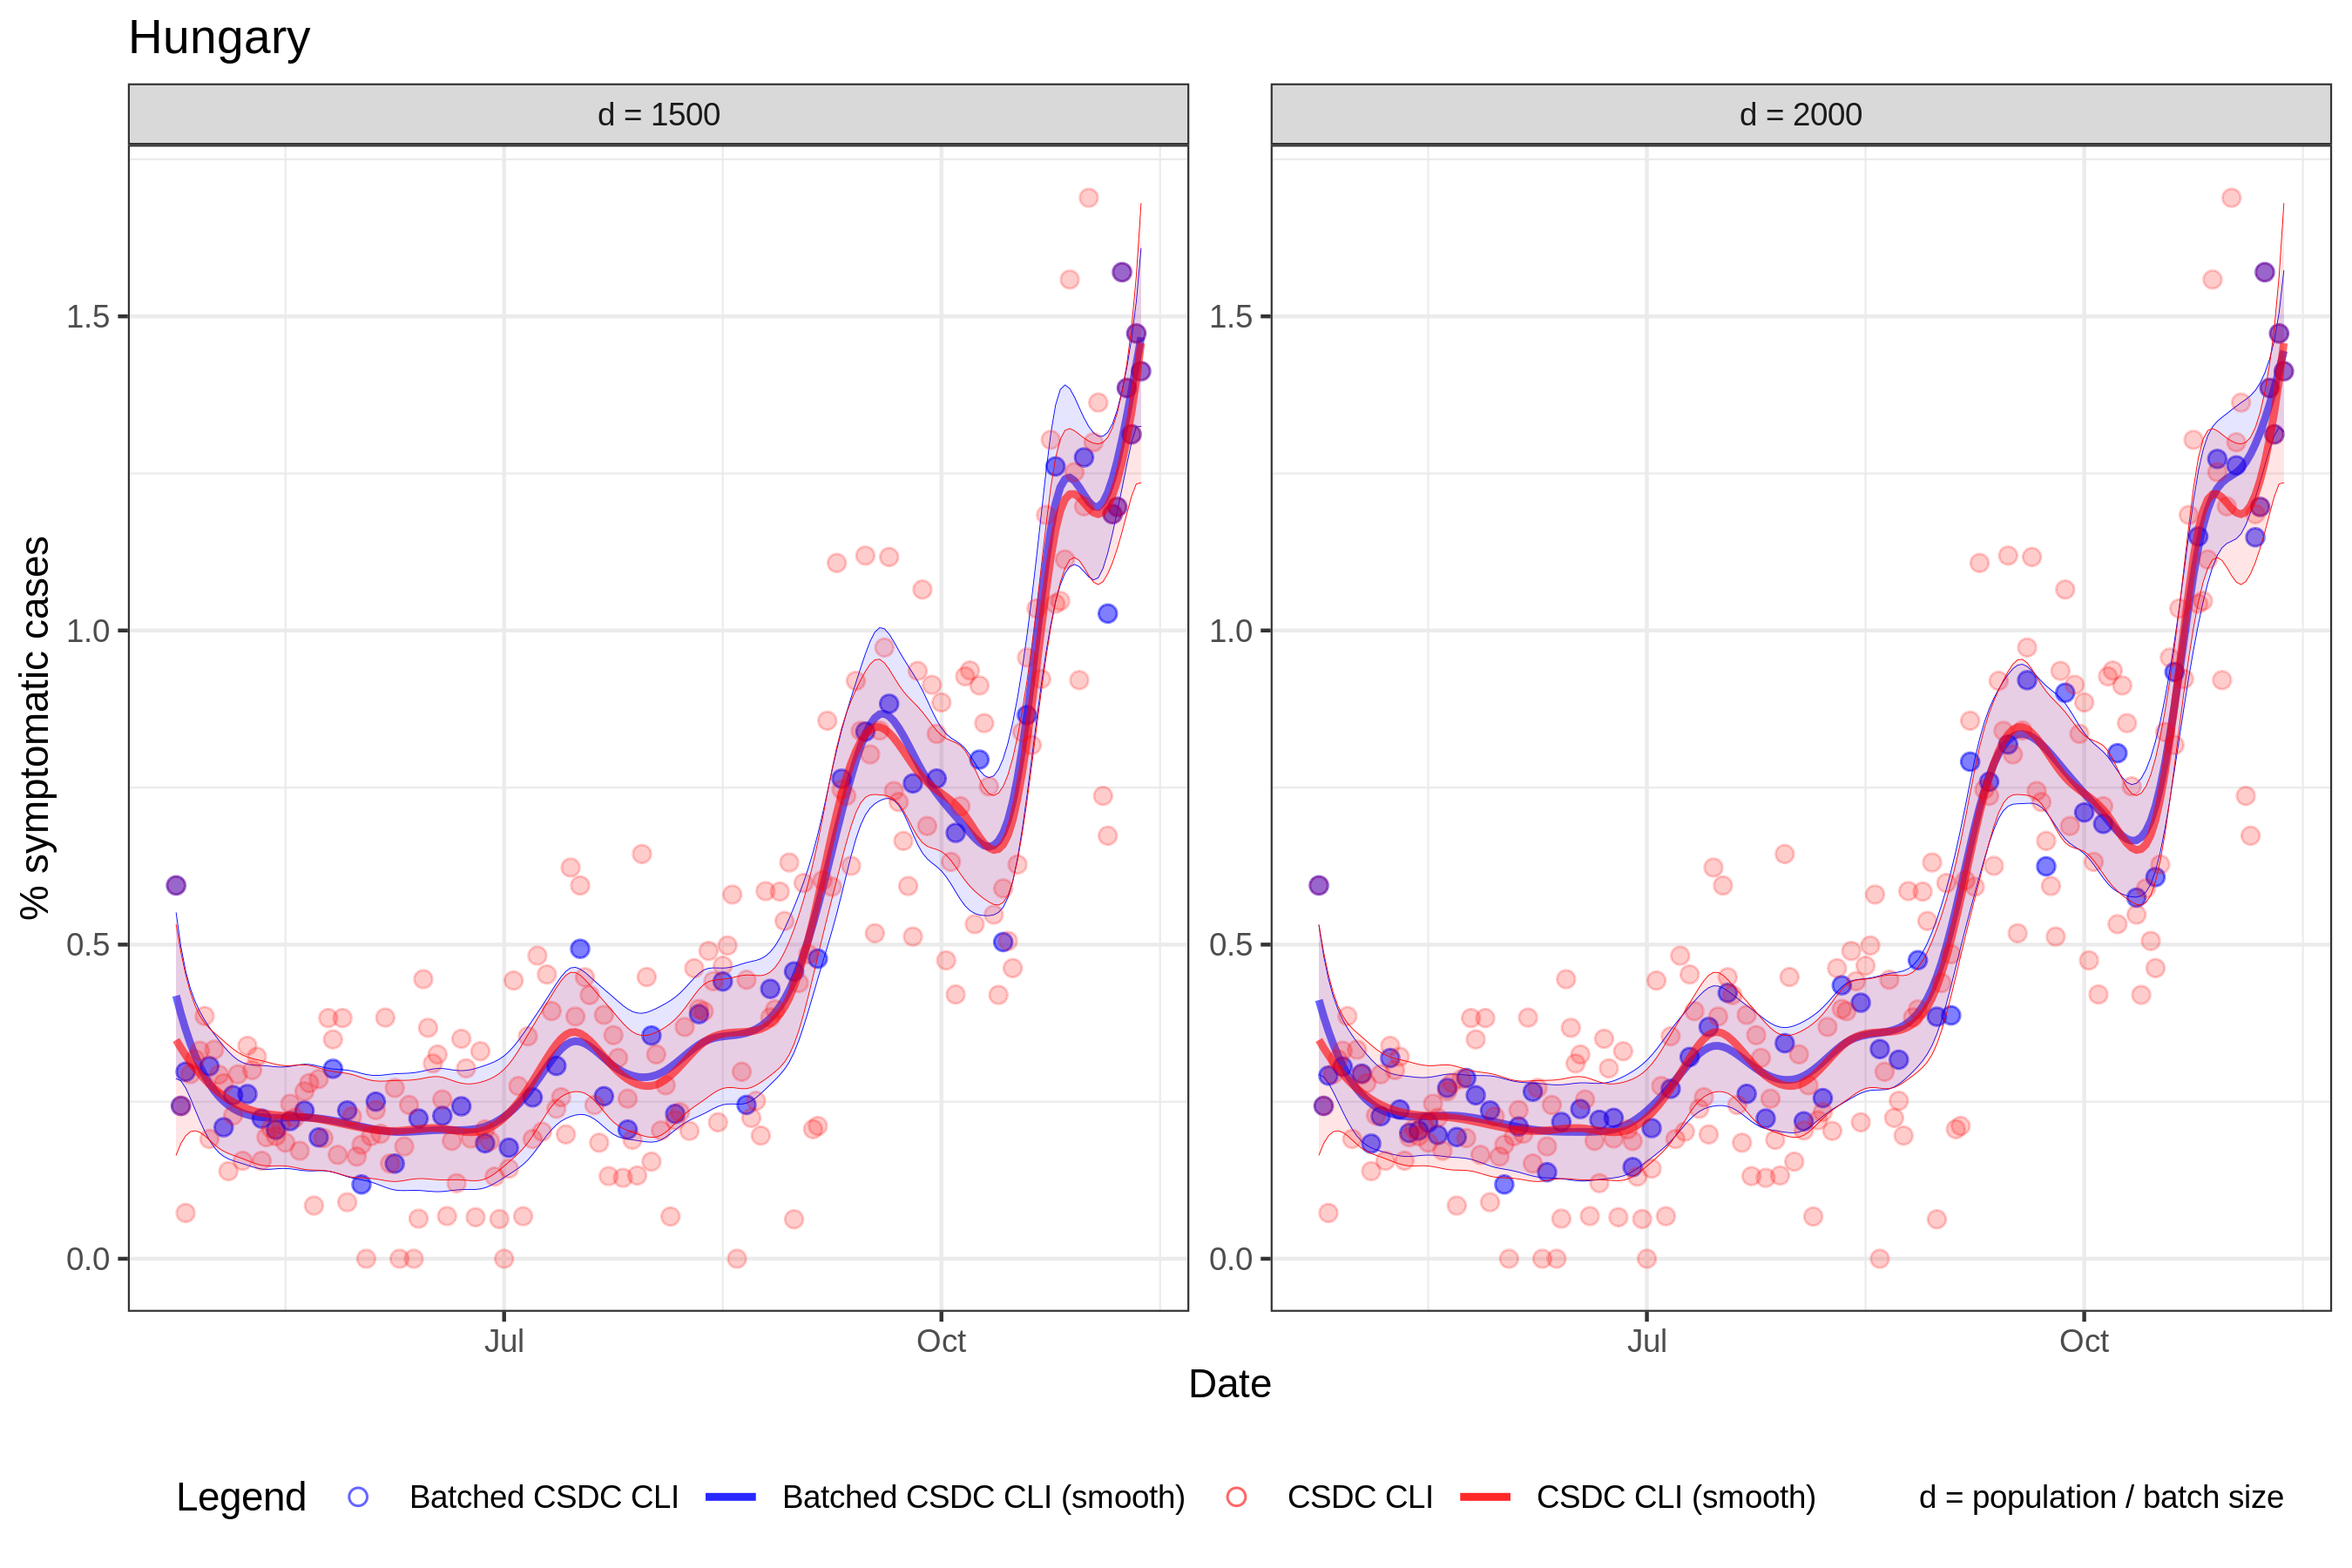 Hungary
d = 1500
d = 2000
% symptomatic cases
1.5
1.0
0.5
0.0
1.5
1.0
0.5
0.0
Jul
Oct
Jul
Oct
Date
Legend Batched CSDC CLI Batched CSDC CLI (smooth) CSDC CLI CSDC CLI (smooth) d = population / batch size